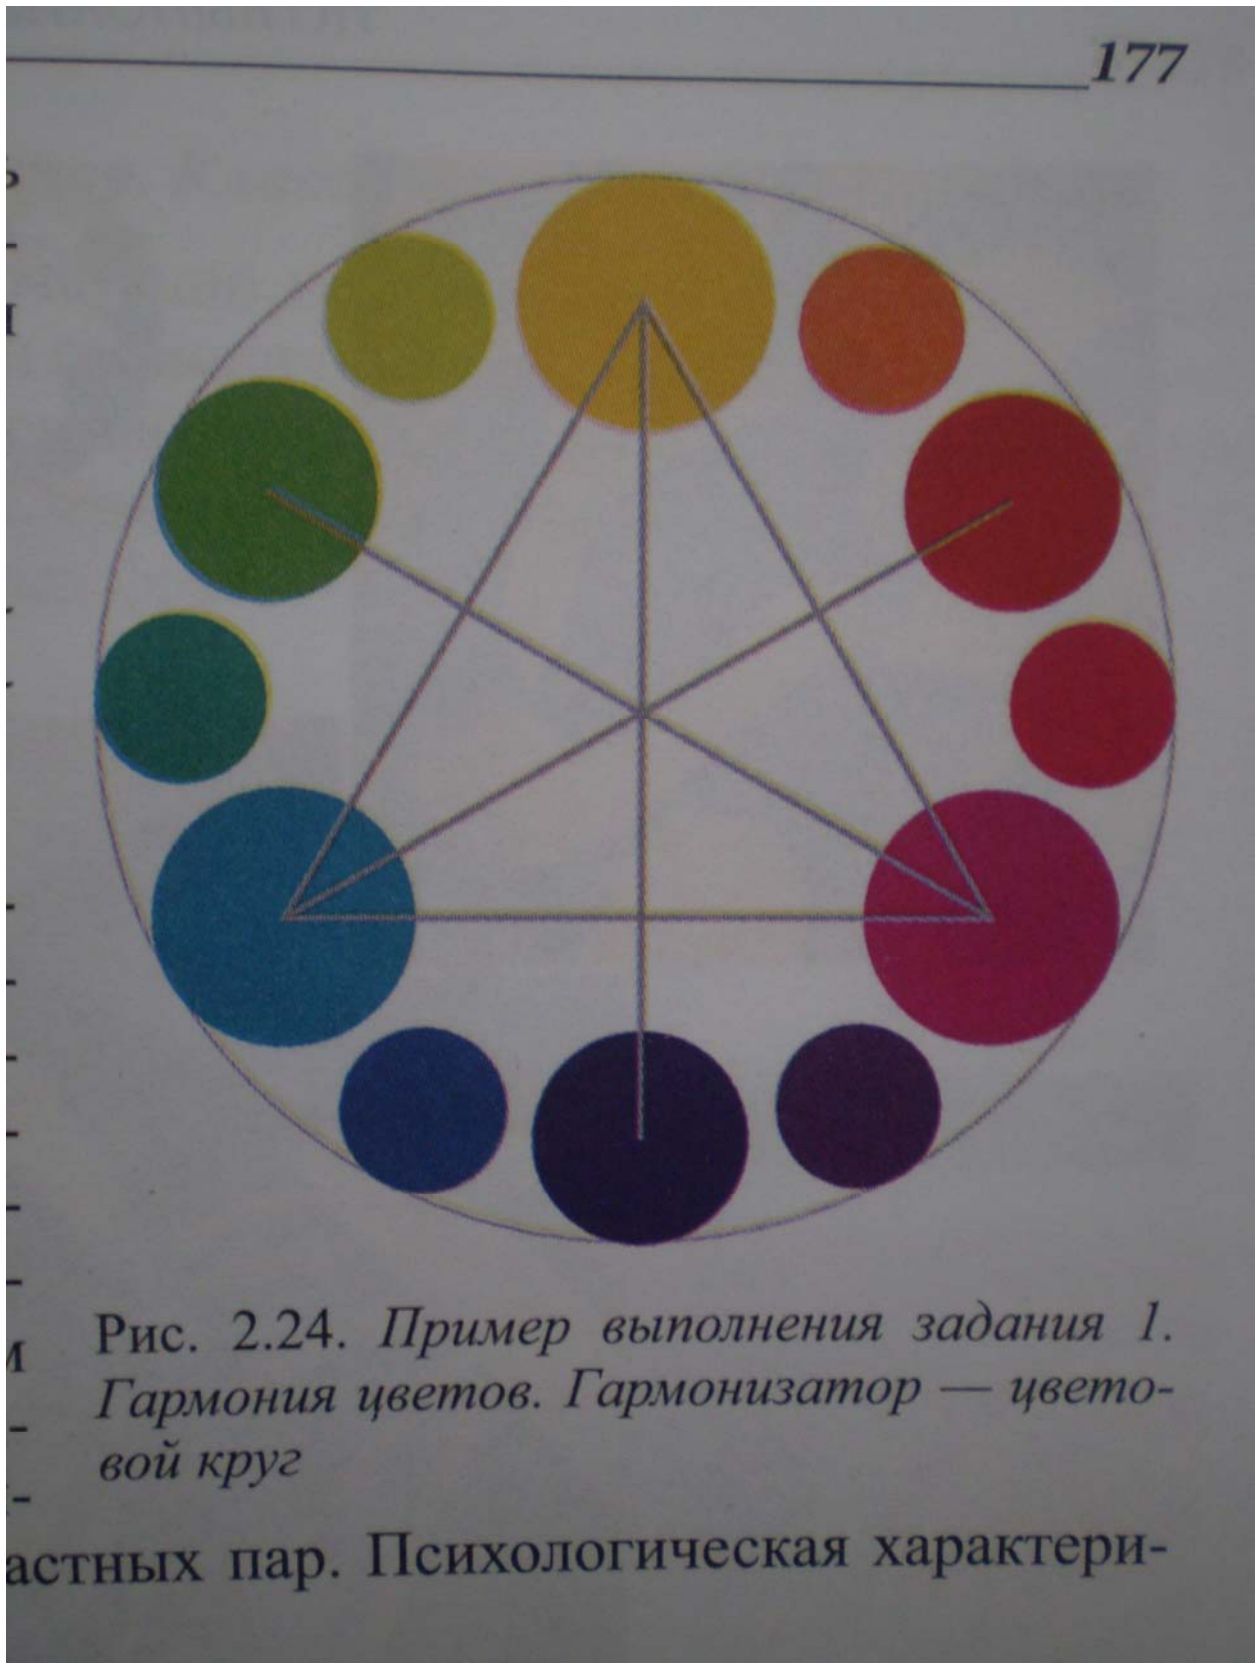 177
Рис. 2.24. Пример выполнения задания 1.
Гармония цветов. Гармонизатор — цвето-
вой круг
астных пар. Психологическая характери-